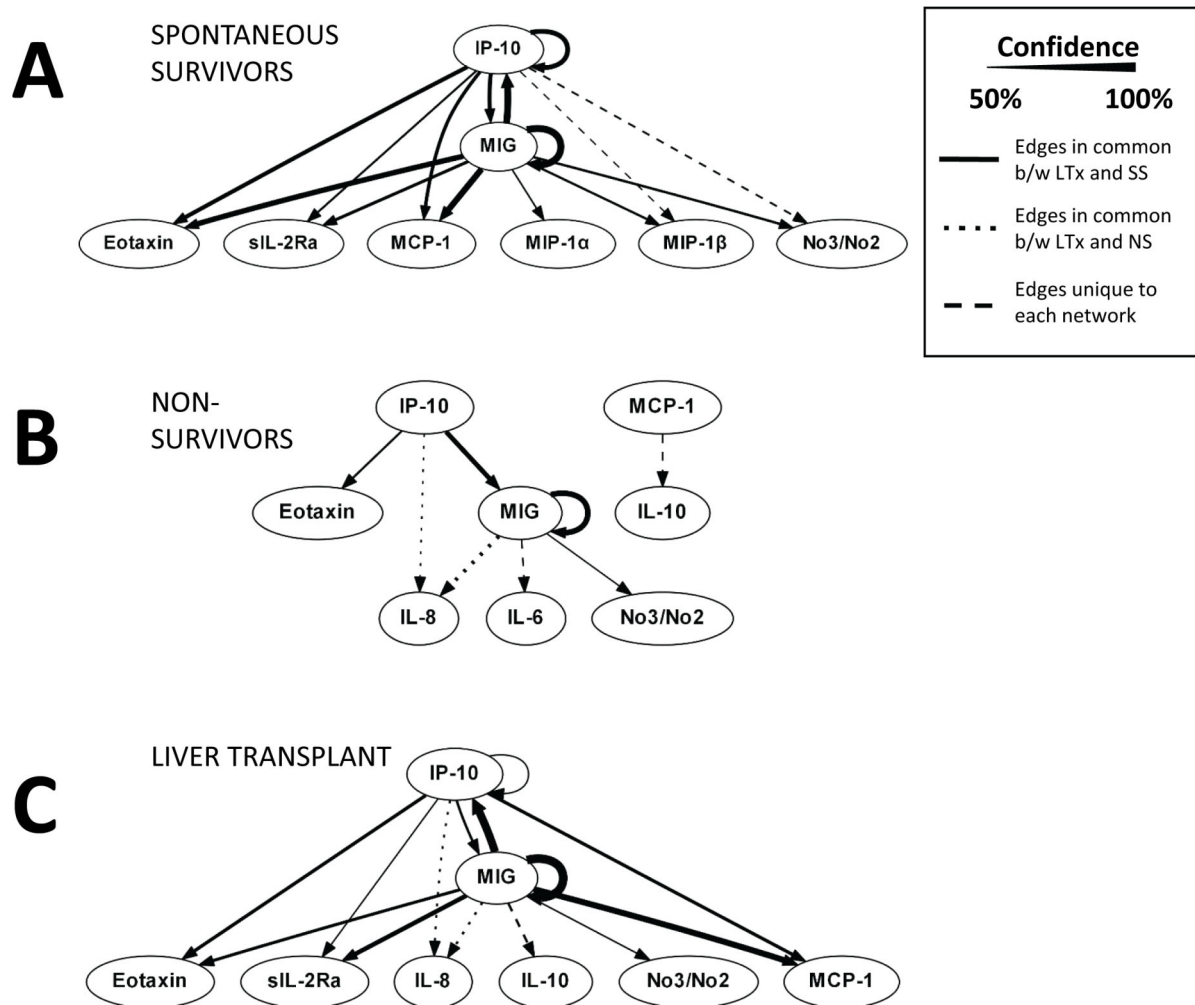 A
SPONTANEOUS
SURVIVORS
IP-10
MIG
Eotaxin
sIL-2Ra
MCP-1
MIP-1α
MIP-1β
No3/No2
Confidence
50% 100%
Edges in common
b/w LTx and SS
Edges in common
b/w LTx and NS
Edges unique to
each network
B
NON-
SURVIVORS
IP-10
MCP-1
Eotaxin
MIG
IL-10
IL-8
IL-6
No3/No2
C
LIVER TRANSPLANT
IP-10
MIG
Eotaxin
sIL-2Ra
IL-8
IL-10
No3/No2
MCP-1